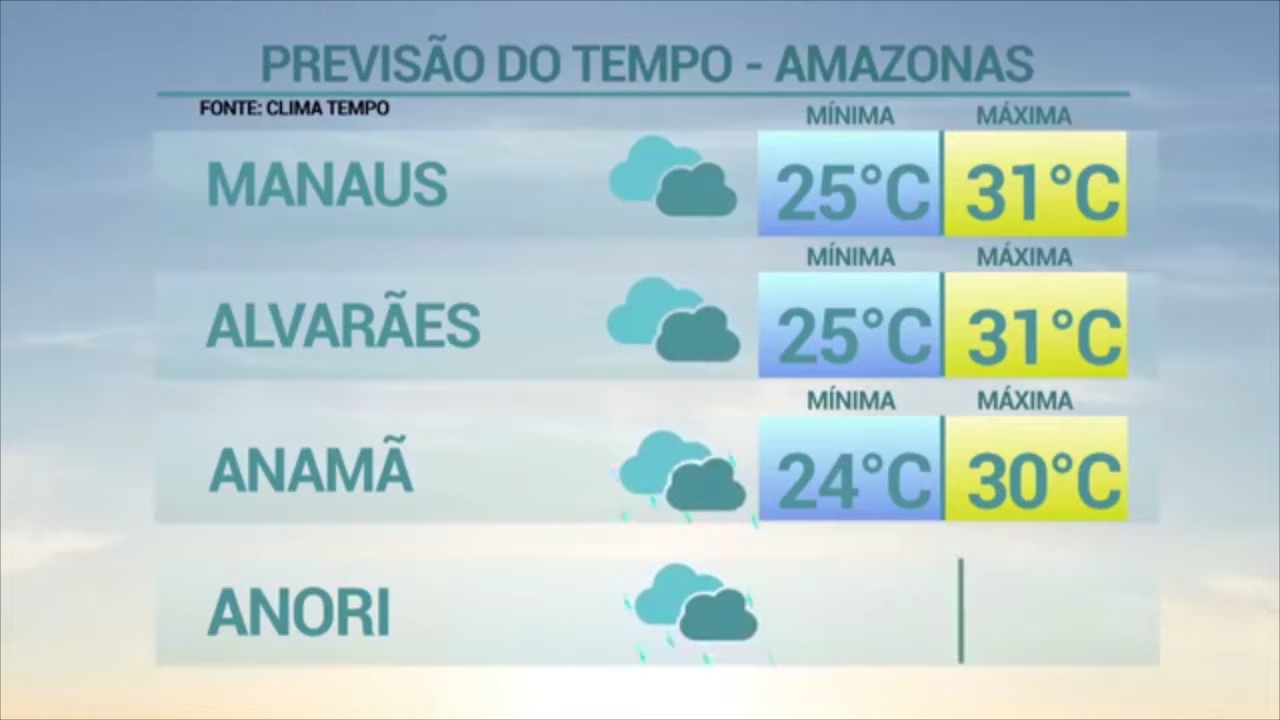 PREVISÃO DO TEMPO - AMAZONAS
FONTE: CLIMA TEMPO
MÍNIMA MÁXIMA
MANAUS 25°C 31°C
MÍNIMA MÁXIMA
ALVARÃES 25°C 31°C
MÍNIMA MÁXIMA
ANAMÃ 24°C 30°C
ANORI